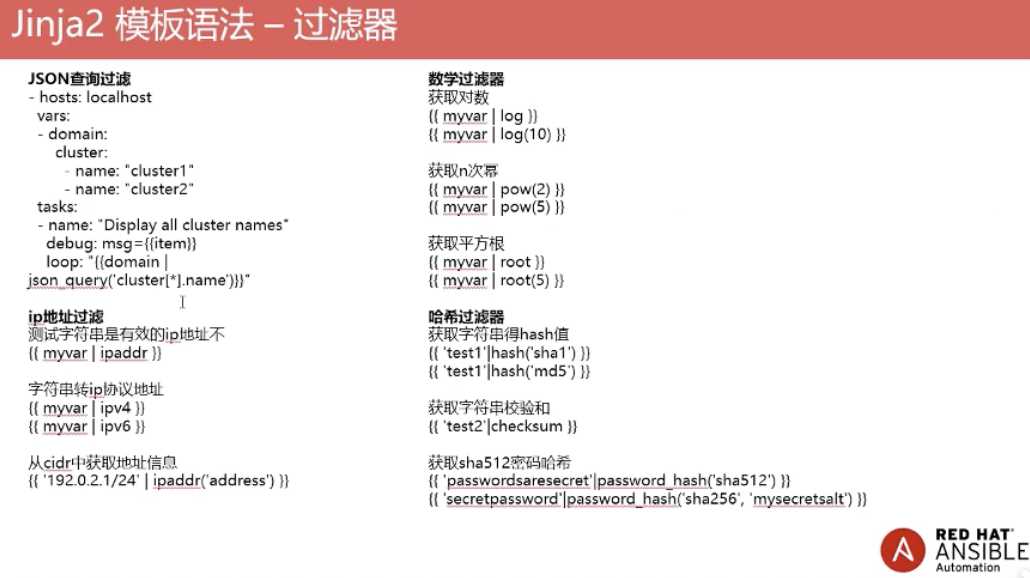 Jinja2 模板语法 – 过滤器
JSON查询过滤
- hosts: localhost
vars:
- domain:
cluster:
- name: "cluster1"
- name: "cluster2"
tasks:
- name: "Display all cluster names"
debug: msg={{item}}
loop: "{{domain |
json_query('cluster[*].name')}}"
ip地址过滤
测试字符串是有效的ip地址不
{{ myvar | ipaddr }}
字符串转ip协议地址
{{ myvar | ipv4 }}
{{ myvar | ipv6 }}
从cidr中获取地址信息
{{ '192.0.2.1/24' | ipaddr('address') }}
数学过滤器
获取对数
{{ myvar | log }}
{{ myvar | log(10) }}
获取n次幂
{{ myvar | pow(2) }}
{{ myvar | pow(5) }}
获取平方根
{{ myvar | root }}
{{ myvar | root(5) }}
哈希过滤器
获取字符串得hash值
{{ 'test1'|hash('sha1') }}
{{ 'test1'|hash('md5') }}
获取字符串校验和
{{ 'test2'|checksum }}
获取sha512密码哈希
{{ 'passwordsaresecret'|password_hash('sha512') }}
{{ 'secretpassword'|password_hash('sha256', 'mysecretsalt') }}
RED HAT
ANSIBLE
Automation